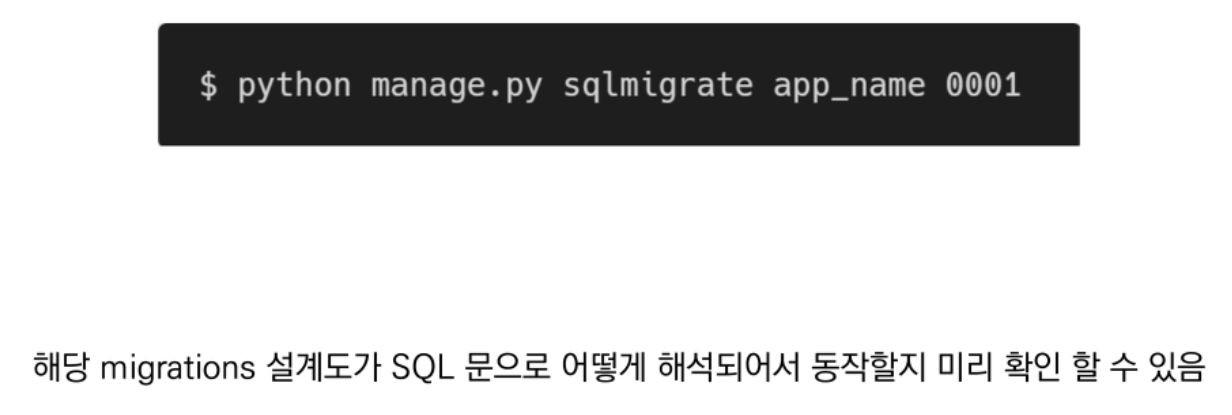 $ python manage.py sqlmigrate app_name 0001
해당 migrations 설계도가 SQL 문으로 어떻게 해석되어서 동작할지 미리 확인 할 수 있음